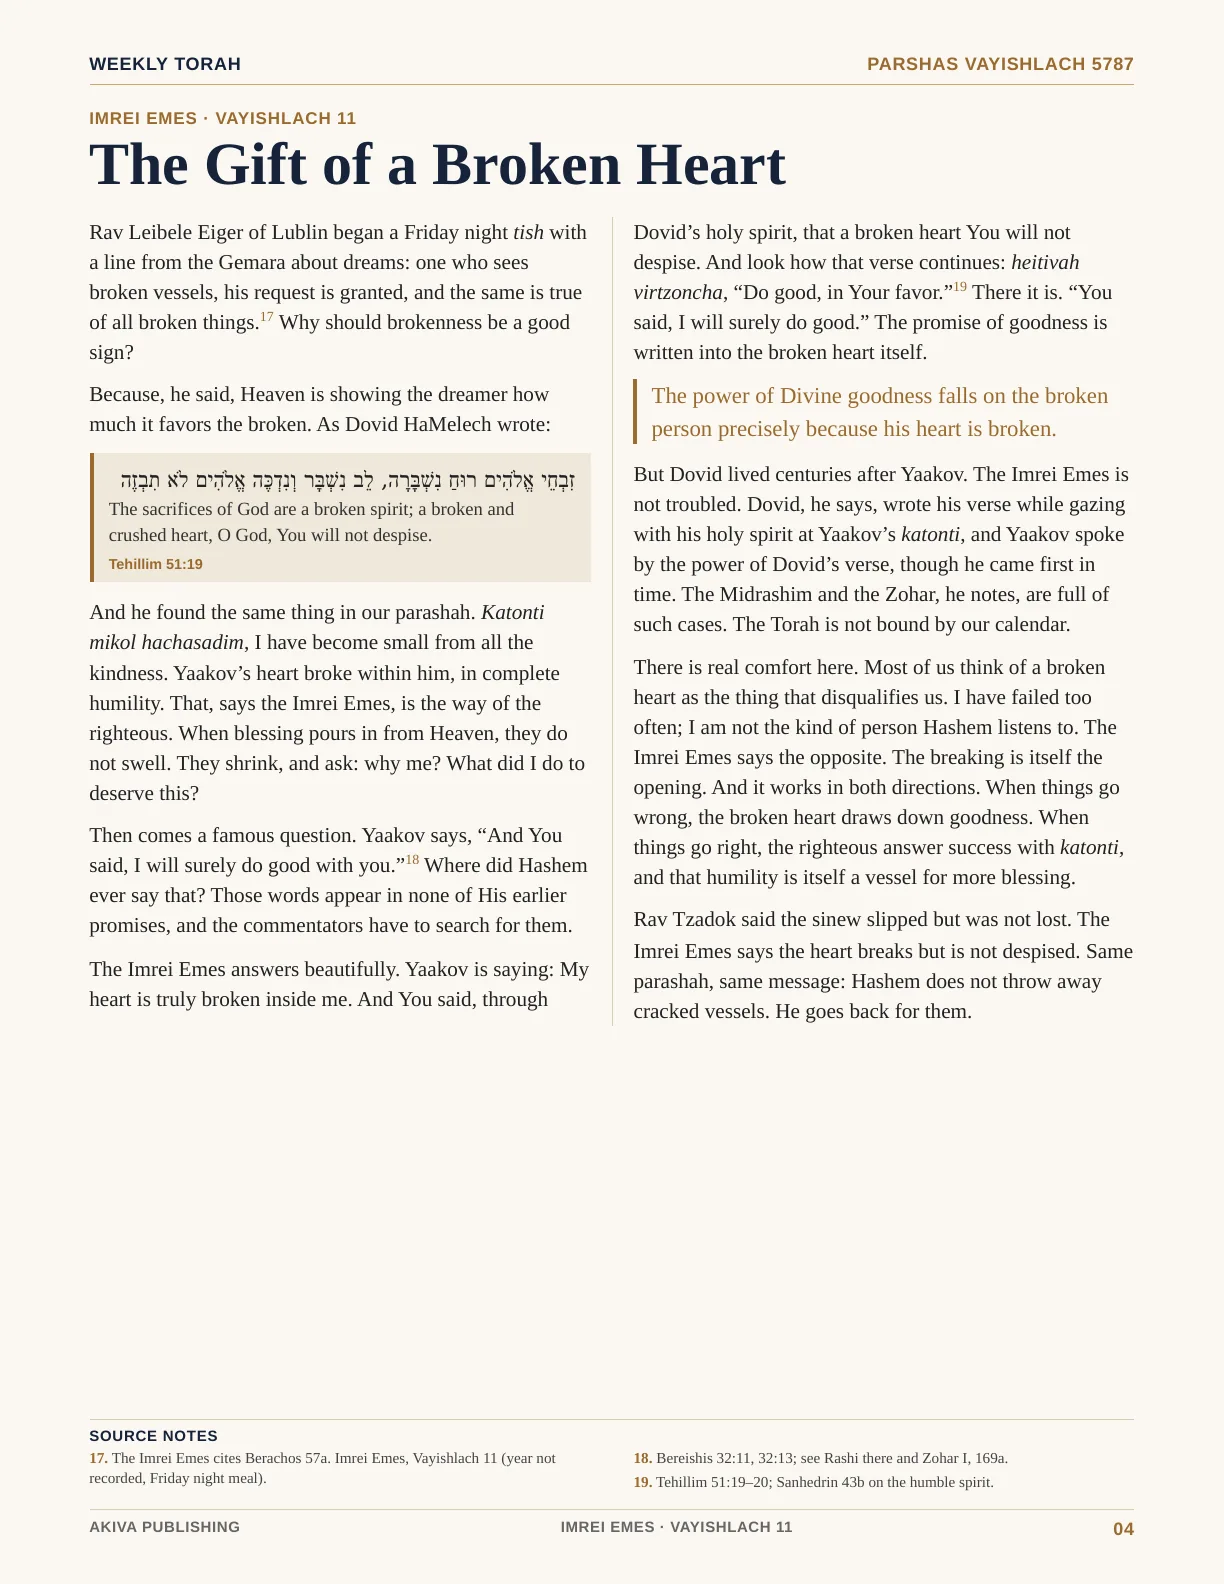 WEEKLY TORAH
PARSHAS VAYISHLACH 5787
IMREI EMES · VAYISHLACH 11
The Gift of a Broken Heart
Rav Leibele Eiger of Lublin began a Friday night tish with
a line from the Gemara about dreams: one who sees
broken vessels, his request is granted, and the same is true
of all broken things.17 Why should brokenness be a good
sign?
Because, he said, Heaven is showing the dreamer how
much it favors the broken. As Dovid HaMelech wrote:
זִבְחֵי אֱלֹהִים רוּחַ נִשְׁבָּרָה, לֵב נִשְׁבָּר וְנִדְכֶּה אֱלֹהִים לֹא תִבְזֶה
The sacrifices of God are a broken spirit; a broken and
crushed heart, O God, You will not despise.
Tehillim 51:19
And he found the same thing in our parashah. Katonti
mikol hachasadim, I have become small from all the
kindness. Yaakov’s heart broke within him, in complete
humility. That, says the Imrei Emes, is the way of the
righteous. When blessing pours in from Heaven, they do
not swell. They shrink, and ask: why me? What did I do to
deserve this?
Then comes a famous question. Yaakov says, “And You
said, I will surely do good with you.”18 Where did Hashem
ever say that? Those words appear in none of His earlier
promises, and the commentators have to search for them.
The Imrei Emes answers beautifully. Yaakov is saying: My
heart is truly broken inside me. And You said, through
Dovid’s holy spirit, that a broken heart You will not
despise. And look how that verse continues: heitivah
virtzoncha, “Do good, in Your favor.”19 There it is. “You
said, I will surely do good.” The promise of goodness is
written into the broken heart itself.
The power of Divine goodness falls on the broken
person precisely because his heart is broken.
But Dovid lived centuries after Yaakov. The Imrei Emes is
not troubled. Dovid, he says, wrote his verse while gazing
with his holy spirit at Yaakov’s katonti, and Yaakov spoke
by the power of Dovid’s verse, though he came first in
time. The Midrashim and the Zohar, he notes, are full of
such cases. The Torah is not bound by our calendar.
There is real comfort here. Most of us think of a broken
heart as the thing that disqualifies us. I have failed too
often; I am not the kind of person Hashem listens to. The
Imrei Emes says the opposite. The breaking is itself the
opening. And it works in both directions. When things go
wrong, the broken heart draws down goodness. When
things go right, the righteous answer success with katonti,
and that humility is itself a vessel for more blessing.
Rav Tzadok said the sinew slipped but was not lost. The
Imrei Emes says the heart breaks but is not despised. Same
parashah, same message: Hashem does not throw away
cracked vessels. He goes back for them.
SOURCE NOTES
17. The Imrei Emes cites Berachos 57a. Imrei Emes, Vayishlach 11 (year not
recorded, Friday night meal).
18. Bereishis 32:11, 32:13; see Rashi there and Zohar I, 169a.
19. Tehillim 51:19–20; Sanhedrin 43b on the humble spirit.
AKIVA PUBLISHING
IMREI EMES · VAYISHLACH 11
04